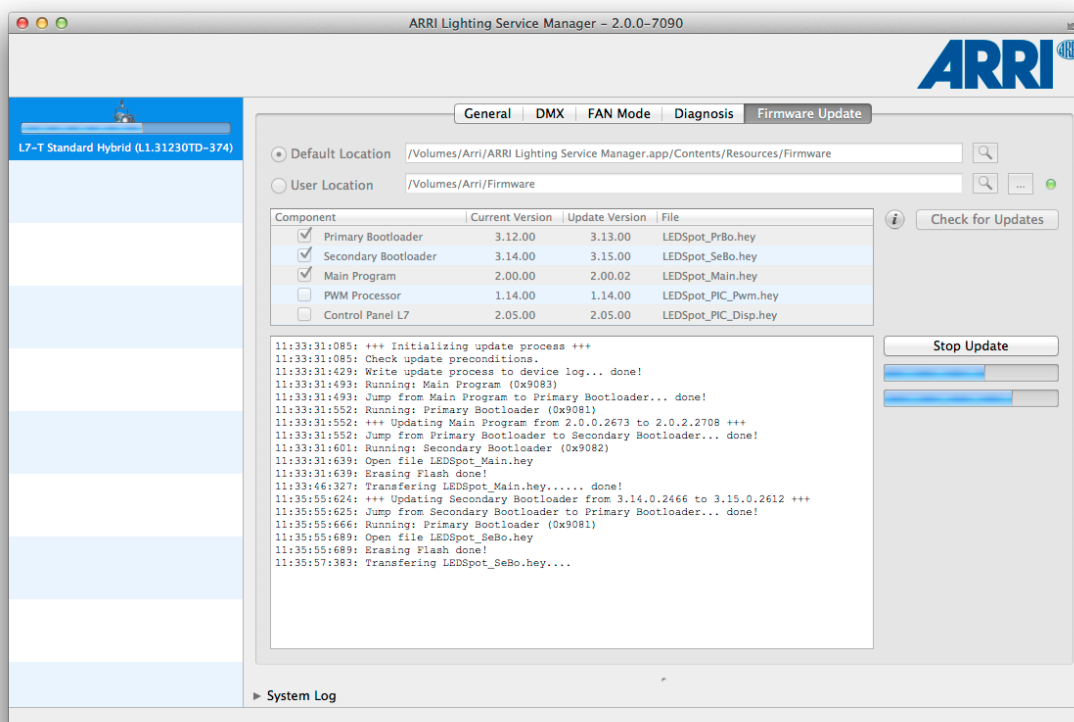 ARRI Lighting Service Manager – 2.0.0-7090
ARRI ARRI
L7-T Standard Hybrid (L1.31230TD-374)
General DMX FAN Mode Diagnosis Firmware Update
Default Location /Volumes/Arri/ARRI Lighting Service Manager.app/Contents/Resources/Firmware
User Location /Volumes/Arri/Firmware ...
Component Current Version Update Version File
i Check for Updates
Primary Bootloader 3.12.00 3.13.00 LEDSpot_PrBo.hey
Secondary Bootloader 3.14.00 3.15.00 LEDSpot_SeBo.hey
Main Program 2.00.00 2.00.02 LEDSpot_Main.hey
PWM Processor 1.14.00 1.14.00 LEDSpot_PIC_Pwm.hey
Control Panel L7 2.05.00 2.05.00 LEDSpot_PIC_Disp.hey
Stop Update
11:33:31:085: +++ Initializing update process +++
11:33:31:085: Check update preconditions.
11:33:31:429: Write update process to device log... done!
11:33:31:493: Running: Main Program (0x9083)
11:33:31:493: Jump from Main Program to Primary Bootloader... done!
11:33:31:552: Running: Primary Bootloader (0x9081)
11:33:31:552: +++ Updating Main Program from 2.0.0.2673 to 2.0.2.2708 +++
11:33:31:552: Jump from Primary Bootloader to Secondary Bootloader... done!
11:33:31:601: Running: Secondary Bootloader (0x9082)
11:33:31:639: Open file LEDSpot_Main.hey
11:33:31:639: Erasing Flash done!
11:33:46:327: Transfering LEDSpot_Main.hey...... done!
11:35:55:624: +++ Updating Secondary Bootloader from 3.14.0.2466 to 3.15.0.2612 +++
11:35:55:625: Jump from Secondary Bootloader to Primary Bootloader... done!
11:35:55:666: Running: Primary Bootloader (0x9081)
11:35:55:689: Open file LEDSpot_SeBo.hey
11:35:55:689: Erasing Flash done!
11:35:57:383: Transfering LEDSpot_SeBo.hey....
System Log